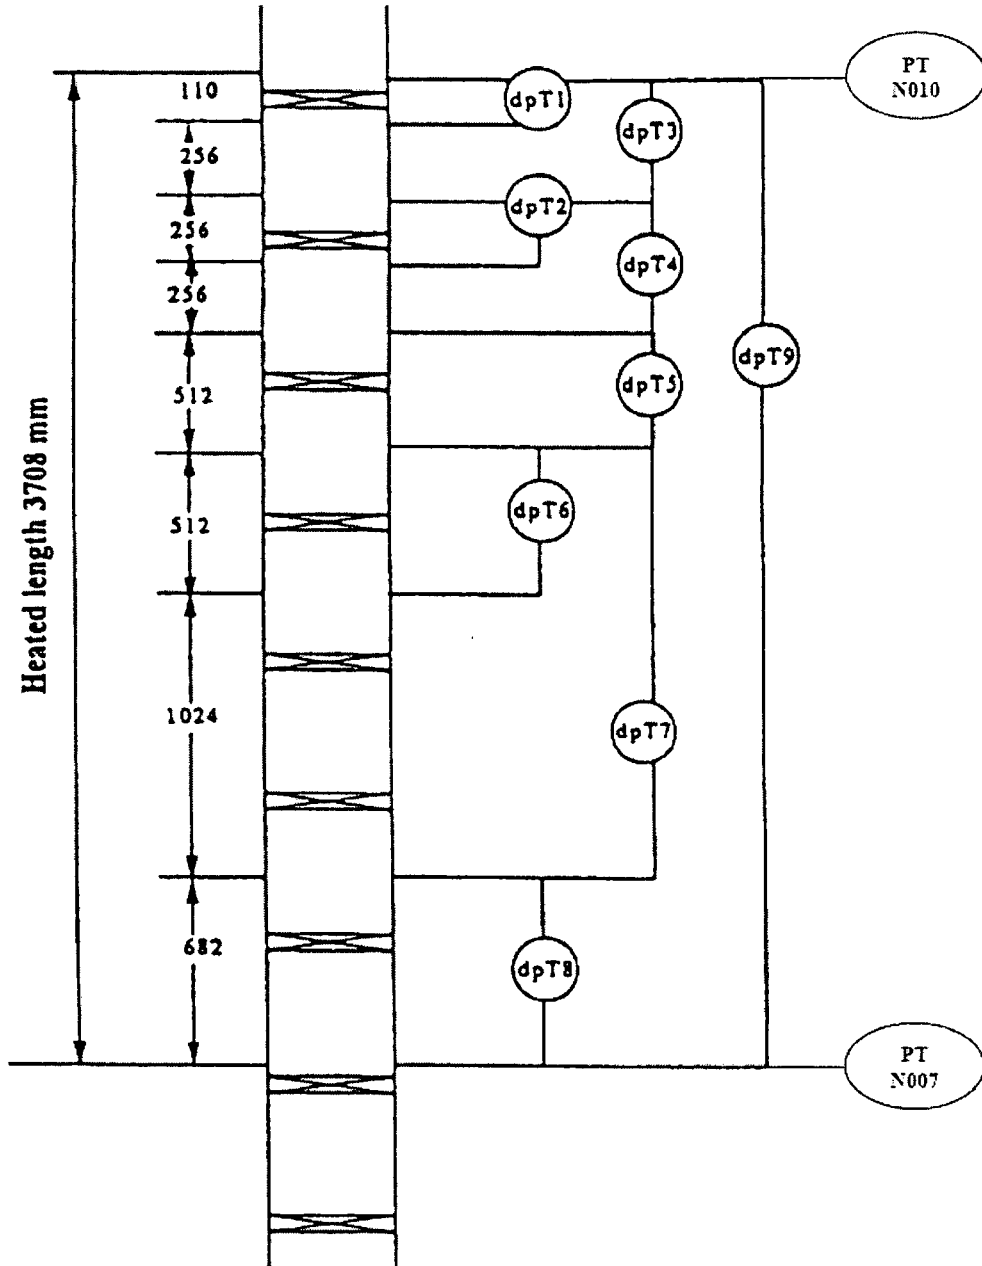 PT
N010
110
dpT1
dpT3
256
256
dpT2
dpT4
256
dpT9
512
dpT5
Heated length 3708 mm
512
dpT6
1024
dpT7
682
dpT8
PT
N007